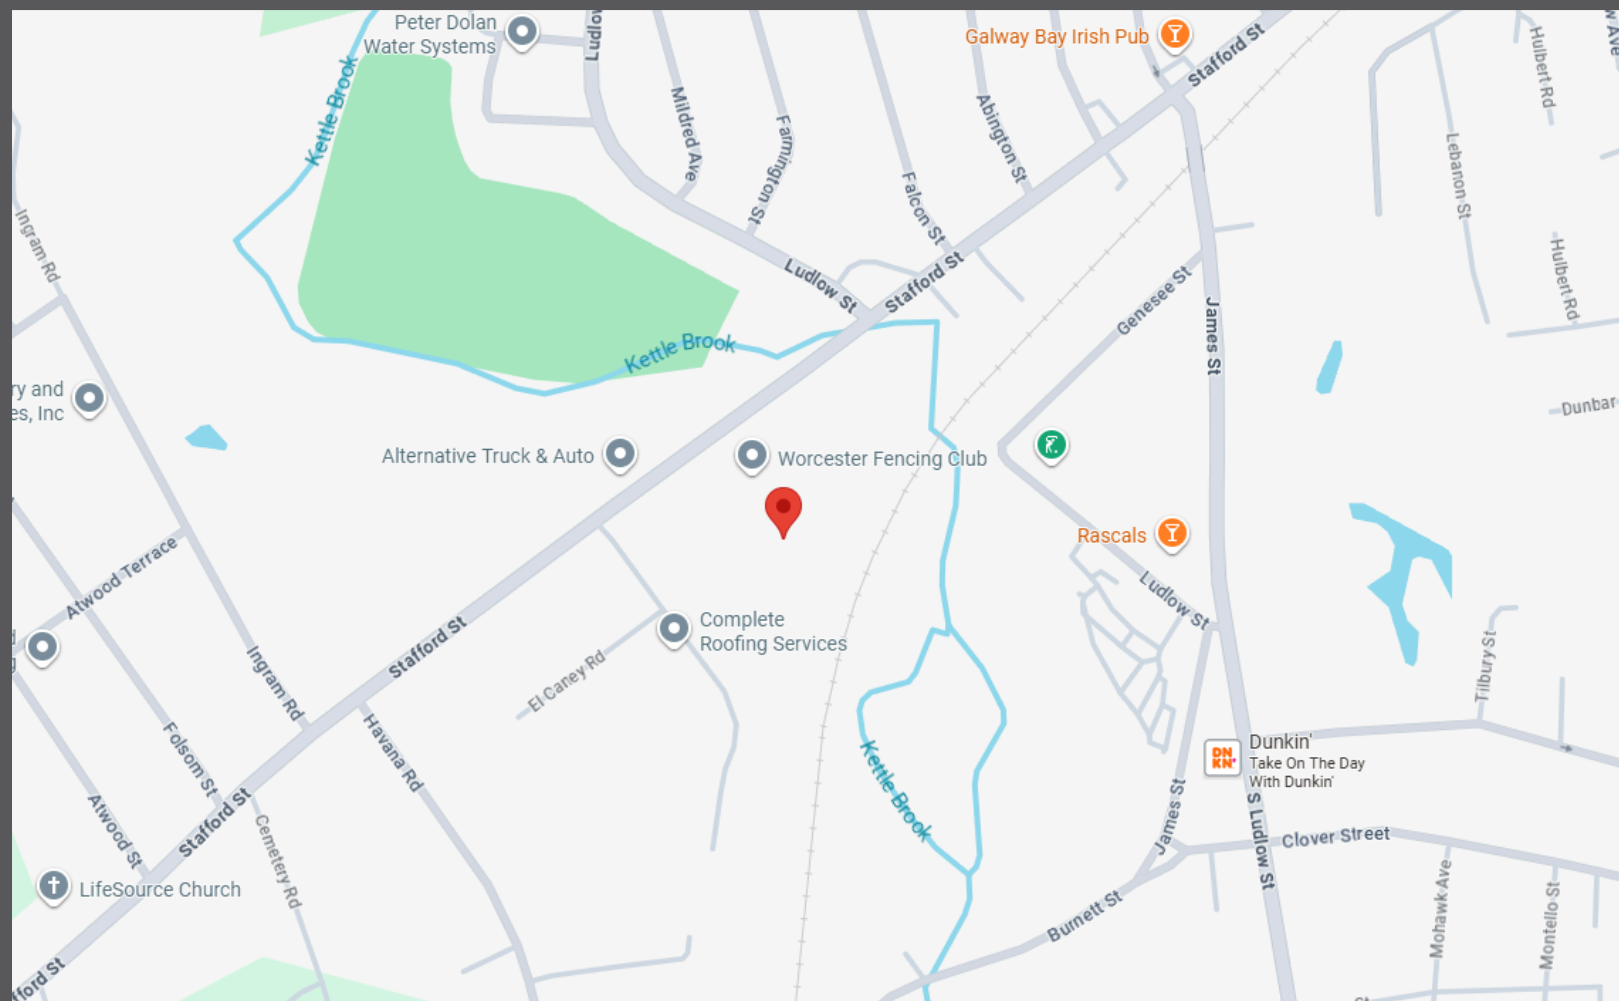 Peter Dolan
Water Systems
Galway Bay Irish Pub
Stafford St
Hulbert Rd
Kettle Brook
Mildred Ave
Farmington St
Abington St
Falcon St
Lebanon St
Ingram Rd
Ludlow St
Stafford St
Genesee St
James St
Hulbert Rd
Kettle Brook
ry and
es, Inc
Dunbar
Alternative Truck & Auto
Worcester Fencing Club
Rascals
Atwood Terrace
Ludlow St
Complete
Roofing Services
Stafford St
El Caney Rd
Ingram Rd
Tilbury St
Havana Rd
Folsom St
Kettle Brook
DN
KN'
Dunkin'
Take On The Day
With Dunkin'
Atwood St
Stafford St
James St
S Ludlow St
Clover Street
Cemetery Rd
LifeSource Church
Burnett St
Mohawk Ave
Montello St
fford St